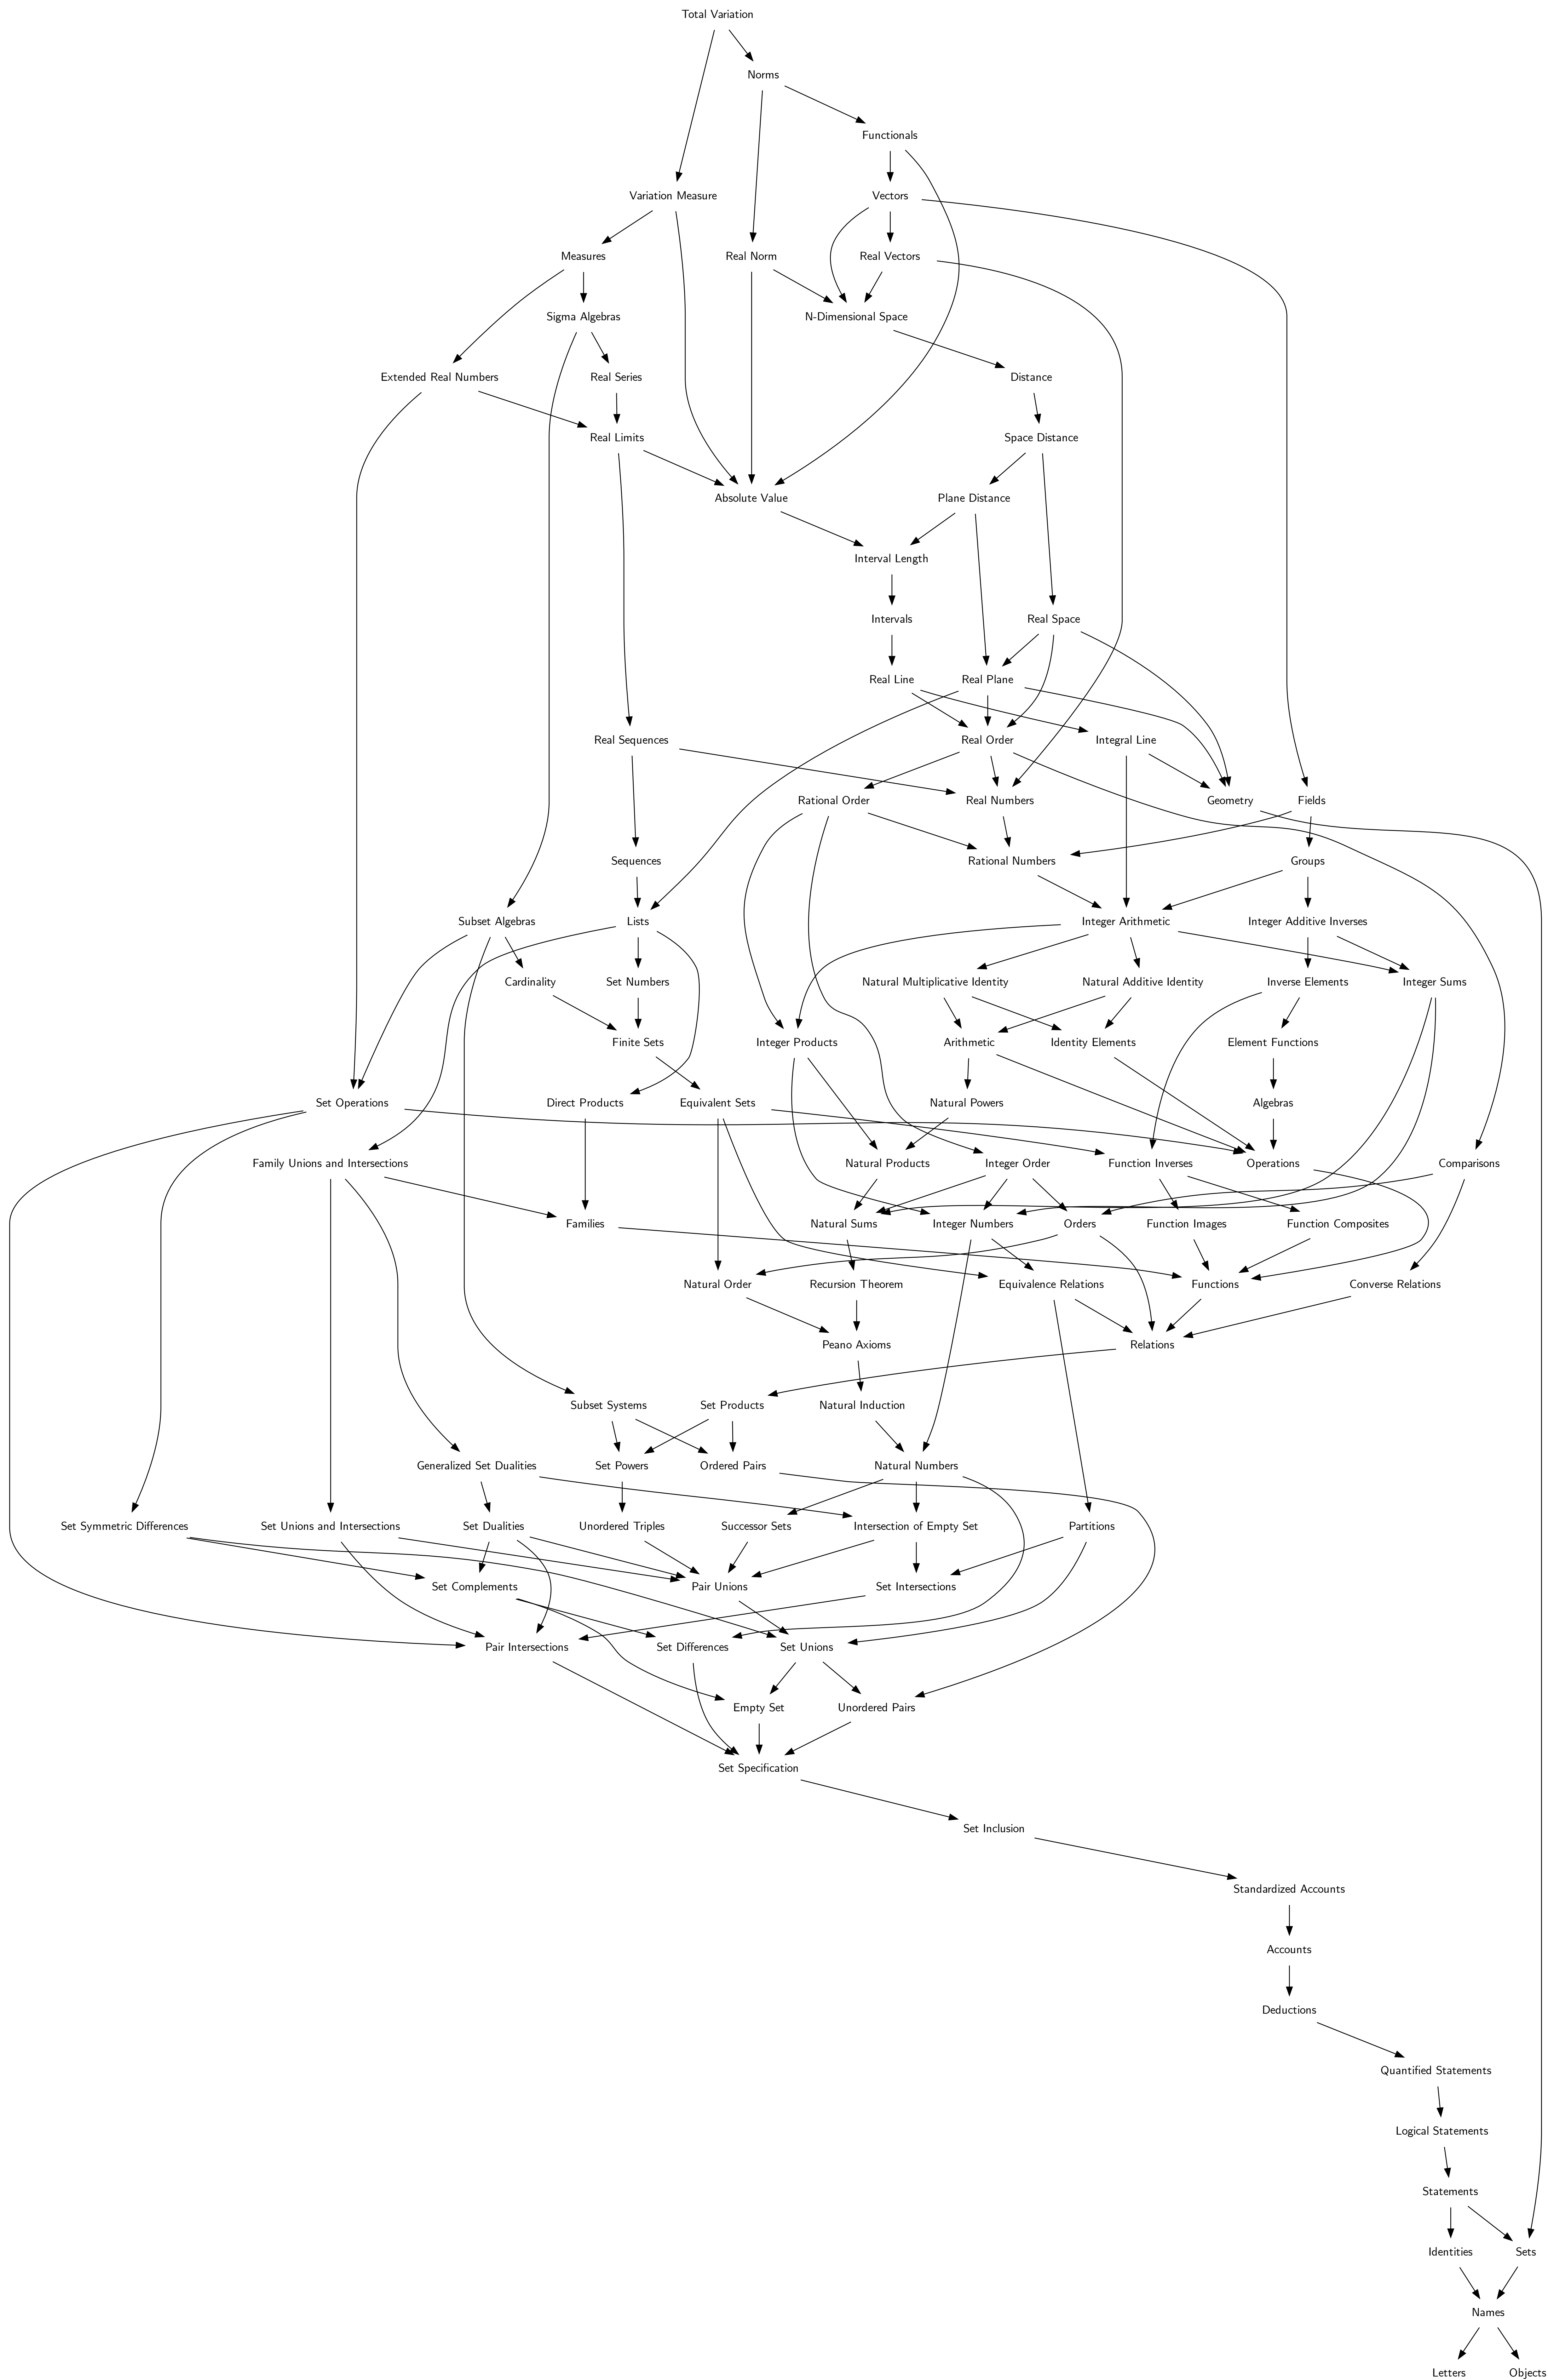 Total Variation
Norms
Functionals
Variation Measure
Vectors
Measures
Real Norm
Real Vectors
Sigma Algebras
N-Dimensional Space
Extended Real Numbers
Real Series
Distance
Real Limits
Space Distance
Absolute Value
Plane Distance
Interval Length
Intervals
Real Space
Real Line
Real Plane
Real Sequences
Real Order
Integral Line
Rational Order
Real Numbers
Geometry
Fields
Sequences
Rational Numbers
Groups
Subset Algebras
Lists
Integer Arithmetic
Integer Additive Inverses
Cardinality
Set Numbers
Natural Multiplicative Identity
Natural Additive Identity
Inverse Elements
Integer Sums
Finite Sets
Integer Products
Arithmetic
Identity Elements
Element Functions
Set Operations
Direct Products
Equivalent Sets
Natural Powers
Algebras
Family Unions and Intersections
Natural Products
Integer Order
Function Inverses
Operations
Comparisons
Families
Natural Sums
Integer Numbers
Orders
Function Images
Function Composites
Natural Order
Recursion Theorem
Equivalence Relations
Functions
Converse Relations
Peano Axioms
Relations
Subset Systems
Set Products
Natural Induction
Generalized Set Dualities
Set Powers
Ordered Pairs
Natural Numbers
Set Symmetric Differences
Set Unions and Intersections
Set Dualities
Unordered Triples
Successor Sets
Intersection of Empty Set
Partitions
Set Complements
Pair Unions
Set Intersections
Pair Intersections
Set Differences
Set Unions
Empty Set
Unordered Pairs
Set Specification
Set Inclusion
Standardized Accounts
Accounts
Deductions
Quantified Statements
Logical Statements
Statements
Identities
Sets
Names
Letters
Objects